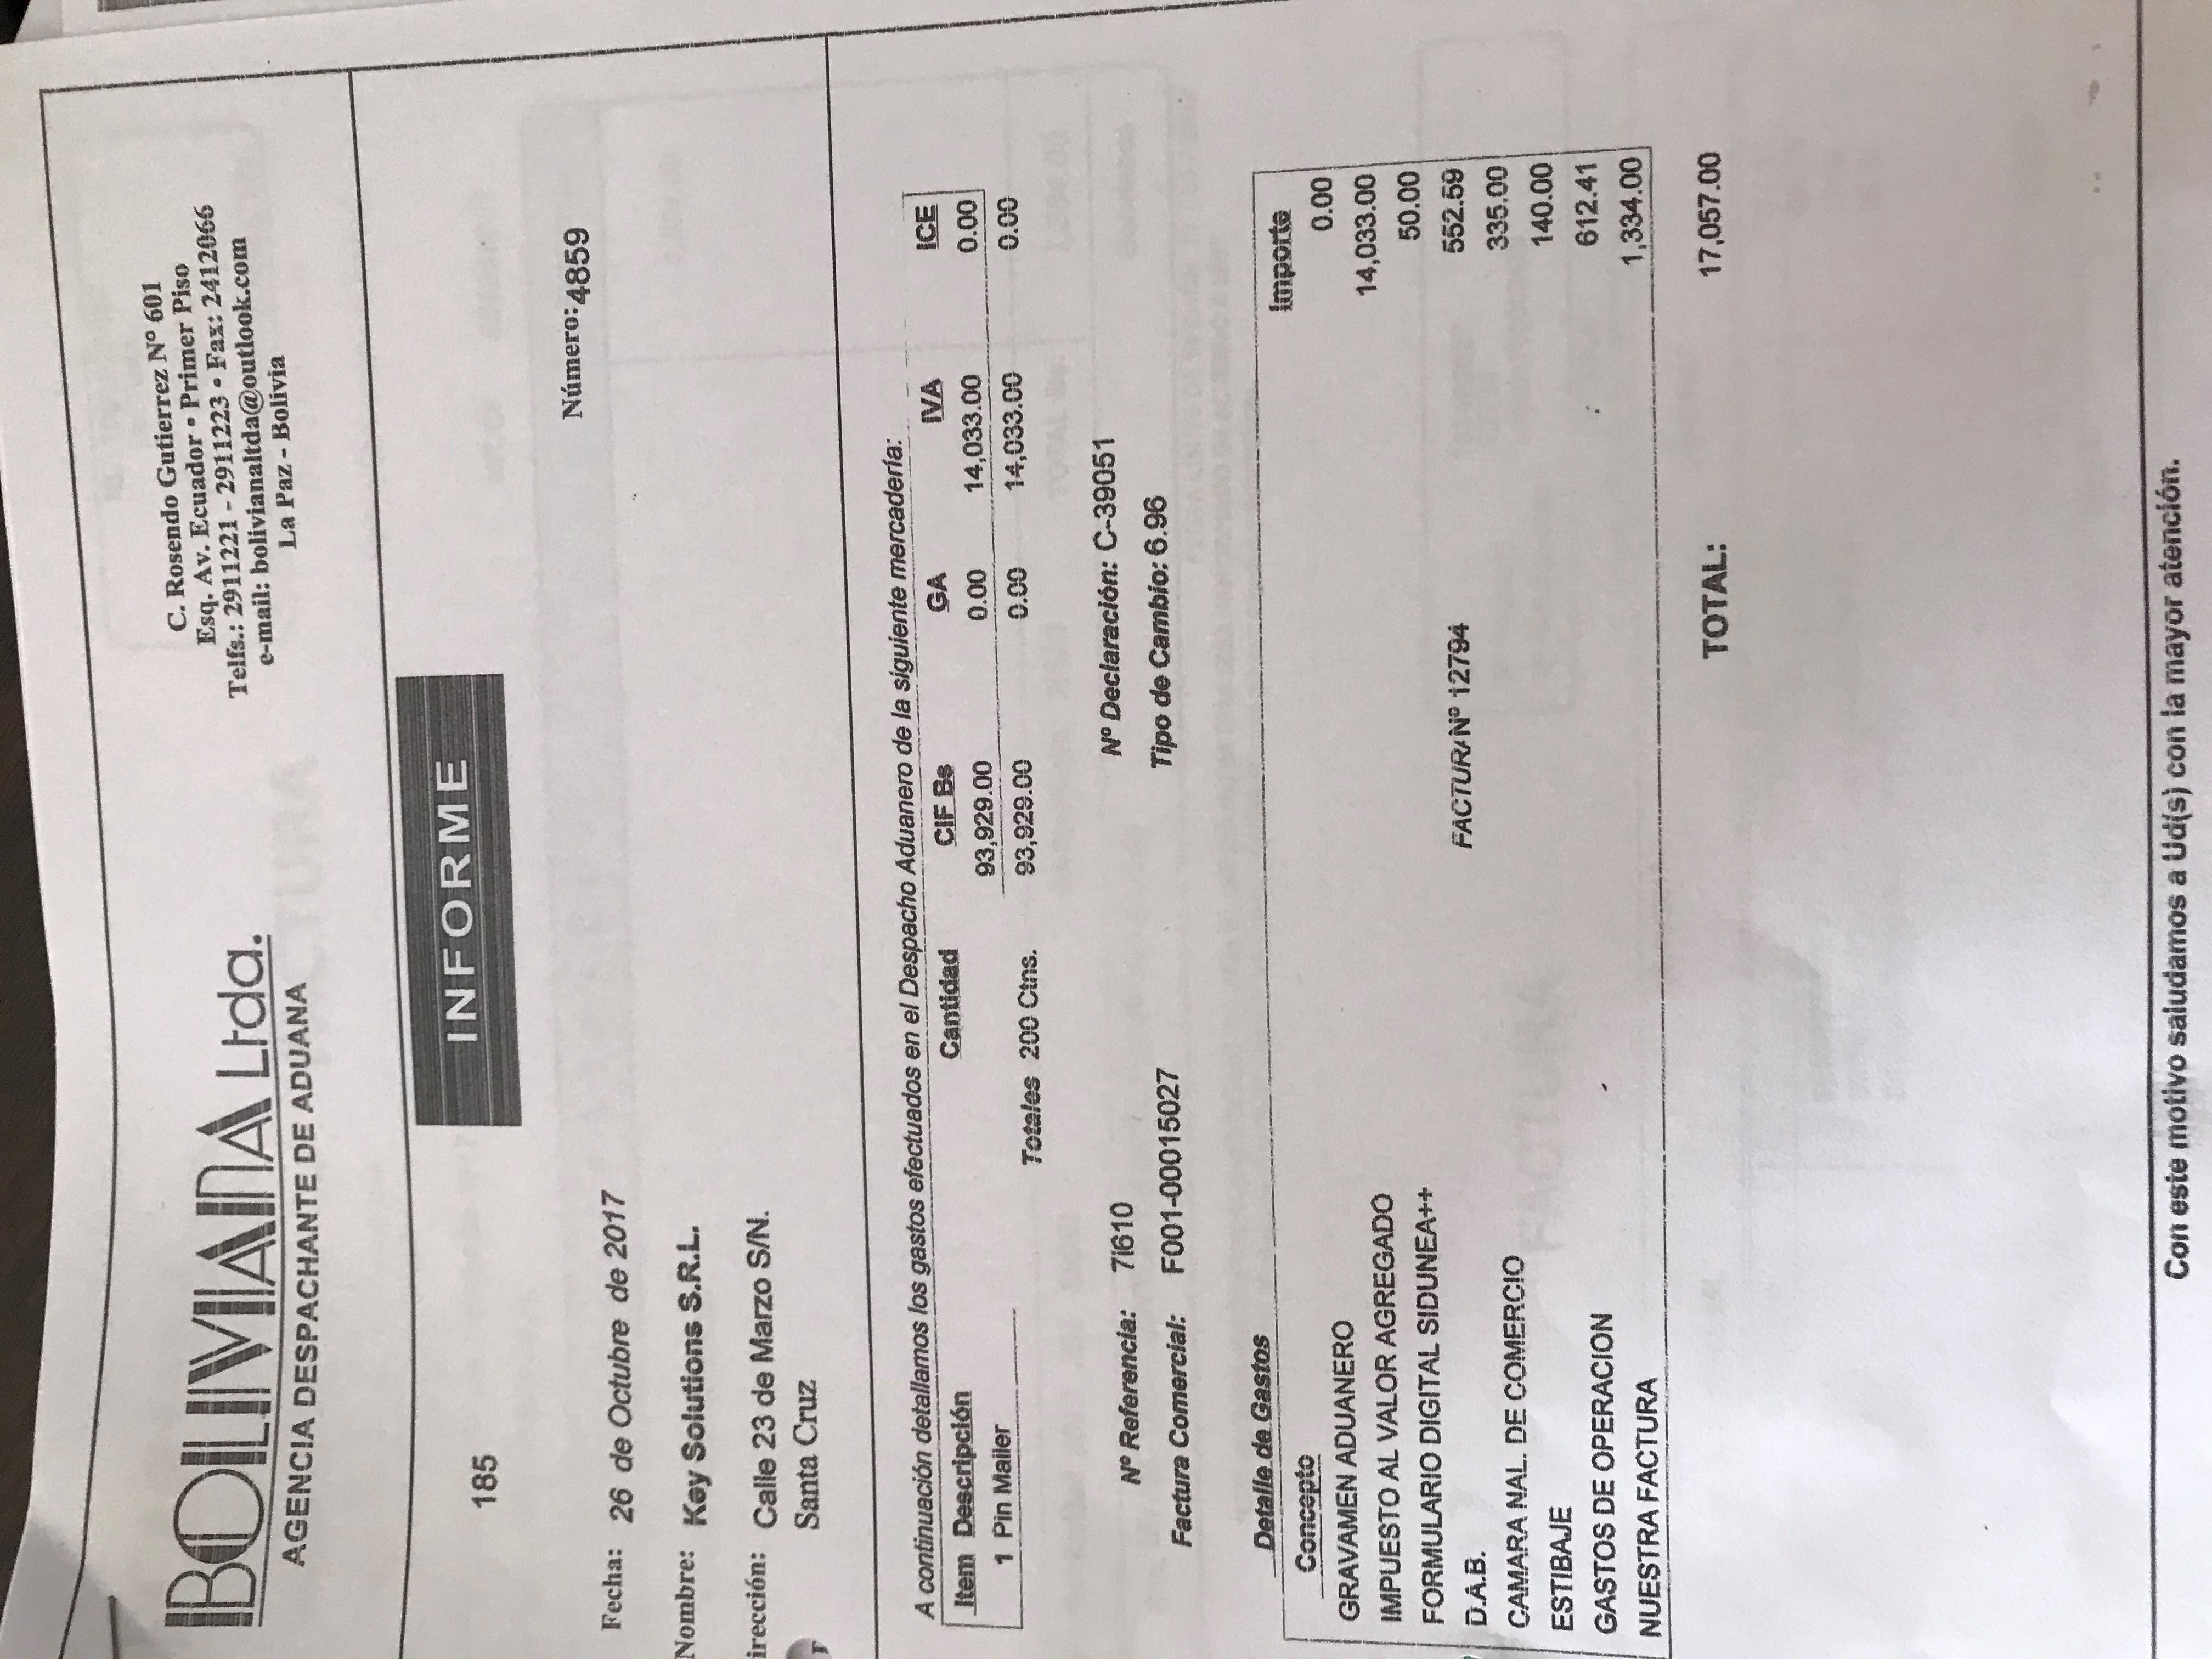 BOLIVIANA Ltda.
AGENCIA DESPACHANTE DE ADUANA
C. Rosendo Gutierrez Nº 601
Esq. Av. Ecuador • Primer Piso
Telfs.: 2911221 - 2911223 • Fax: 2412066
e-mail: bolivianaltda@outlook.com
La Paz - Bolivia
185
INFORME
Número: 4859
Fecha: 26 de Octubre de 2017
Nombre: Key Solutions S.R.L.
irección: Calle 23 de Marzo S/N.
Santa Cruz
A continuación detallamos los gastos efectuados en el Despacho Aduanero de la siguiente mercadería:
Item Descripción Cantidad CIF Bs GA IVA ICE
1 Pin Mailer 93,929.00 0.00 14,033.00 0.00
Totales 200 Ctns. 93,929.00 0.00 14,033.00 0.00
Nº Referencia: 7i610 Nº Declaración: C-39051
Factura Comercial: F001-00015027 Tipo de Cambio: 6.96
Detalle de Gastos
Concepto Importe
GRAVAMEN ADUANERO 0.00
IMPUESTO AL VALOR AGREGADO 14,033.00
FORMULARIO DIGITAL SIDUNEA++ 50.00
D.A.B. FACTURA Nº 12794 552.59
CAMARA NAL. DE COMERCIO 335.00
ESTIBAJE 140.00
GASTOS DE OPERACION 612.41
NUESTRA FACTURA 1,334.00
TOTAL: 17,057.00
Con este motivo saludamos a Ud(s) con la mayor atención.